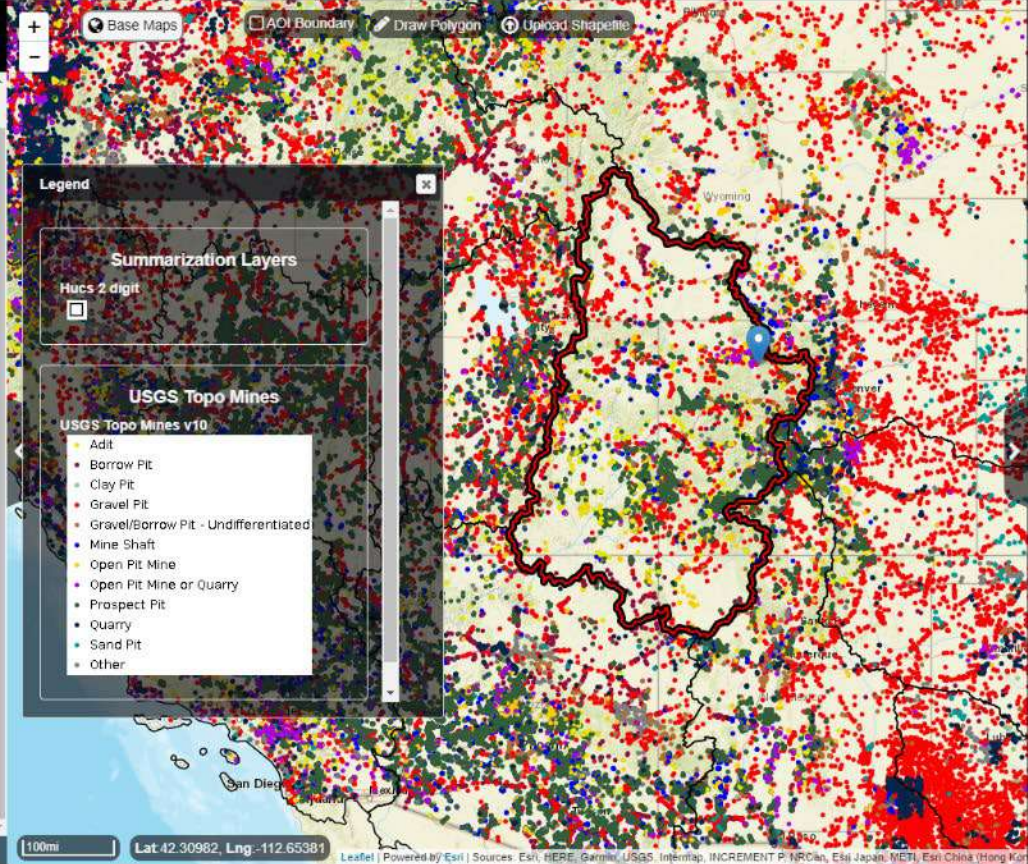 +
Base Maps
AOI Boundary
Draw Polygon
Upload Shapefile
-
Wyoming
Legend
Summarization Layers
Hucs 2 digit
USGS Topo Mines
USGS Topo Mines v10
Adit
Borrow Pit
Clay Pit
Gravel Pit
Gravel/Borrow Pit - Undifferentiated
Mine Shaft
Open Pit Mine
Open Pit Mine or Quarry
Prospect Pit
Quarry
Sand Pit
Other
San Dieg
100mi
Lat:42.30982, Lng:-112.65381
Leaflet | Powered by Esri | Sources: Esri, HERE, Garmin, USGS, Intermap, INCREMENT P, NRCan, Esri Japan, METI, Esri China (Hong Ko